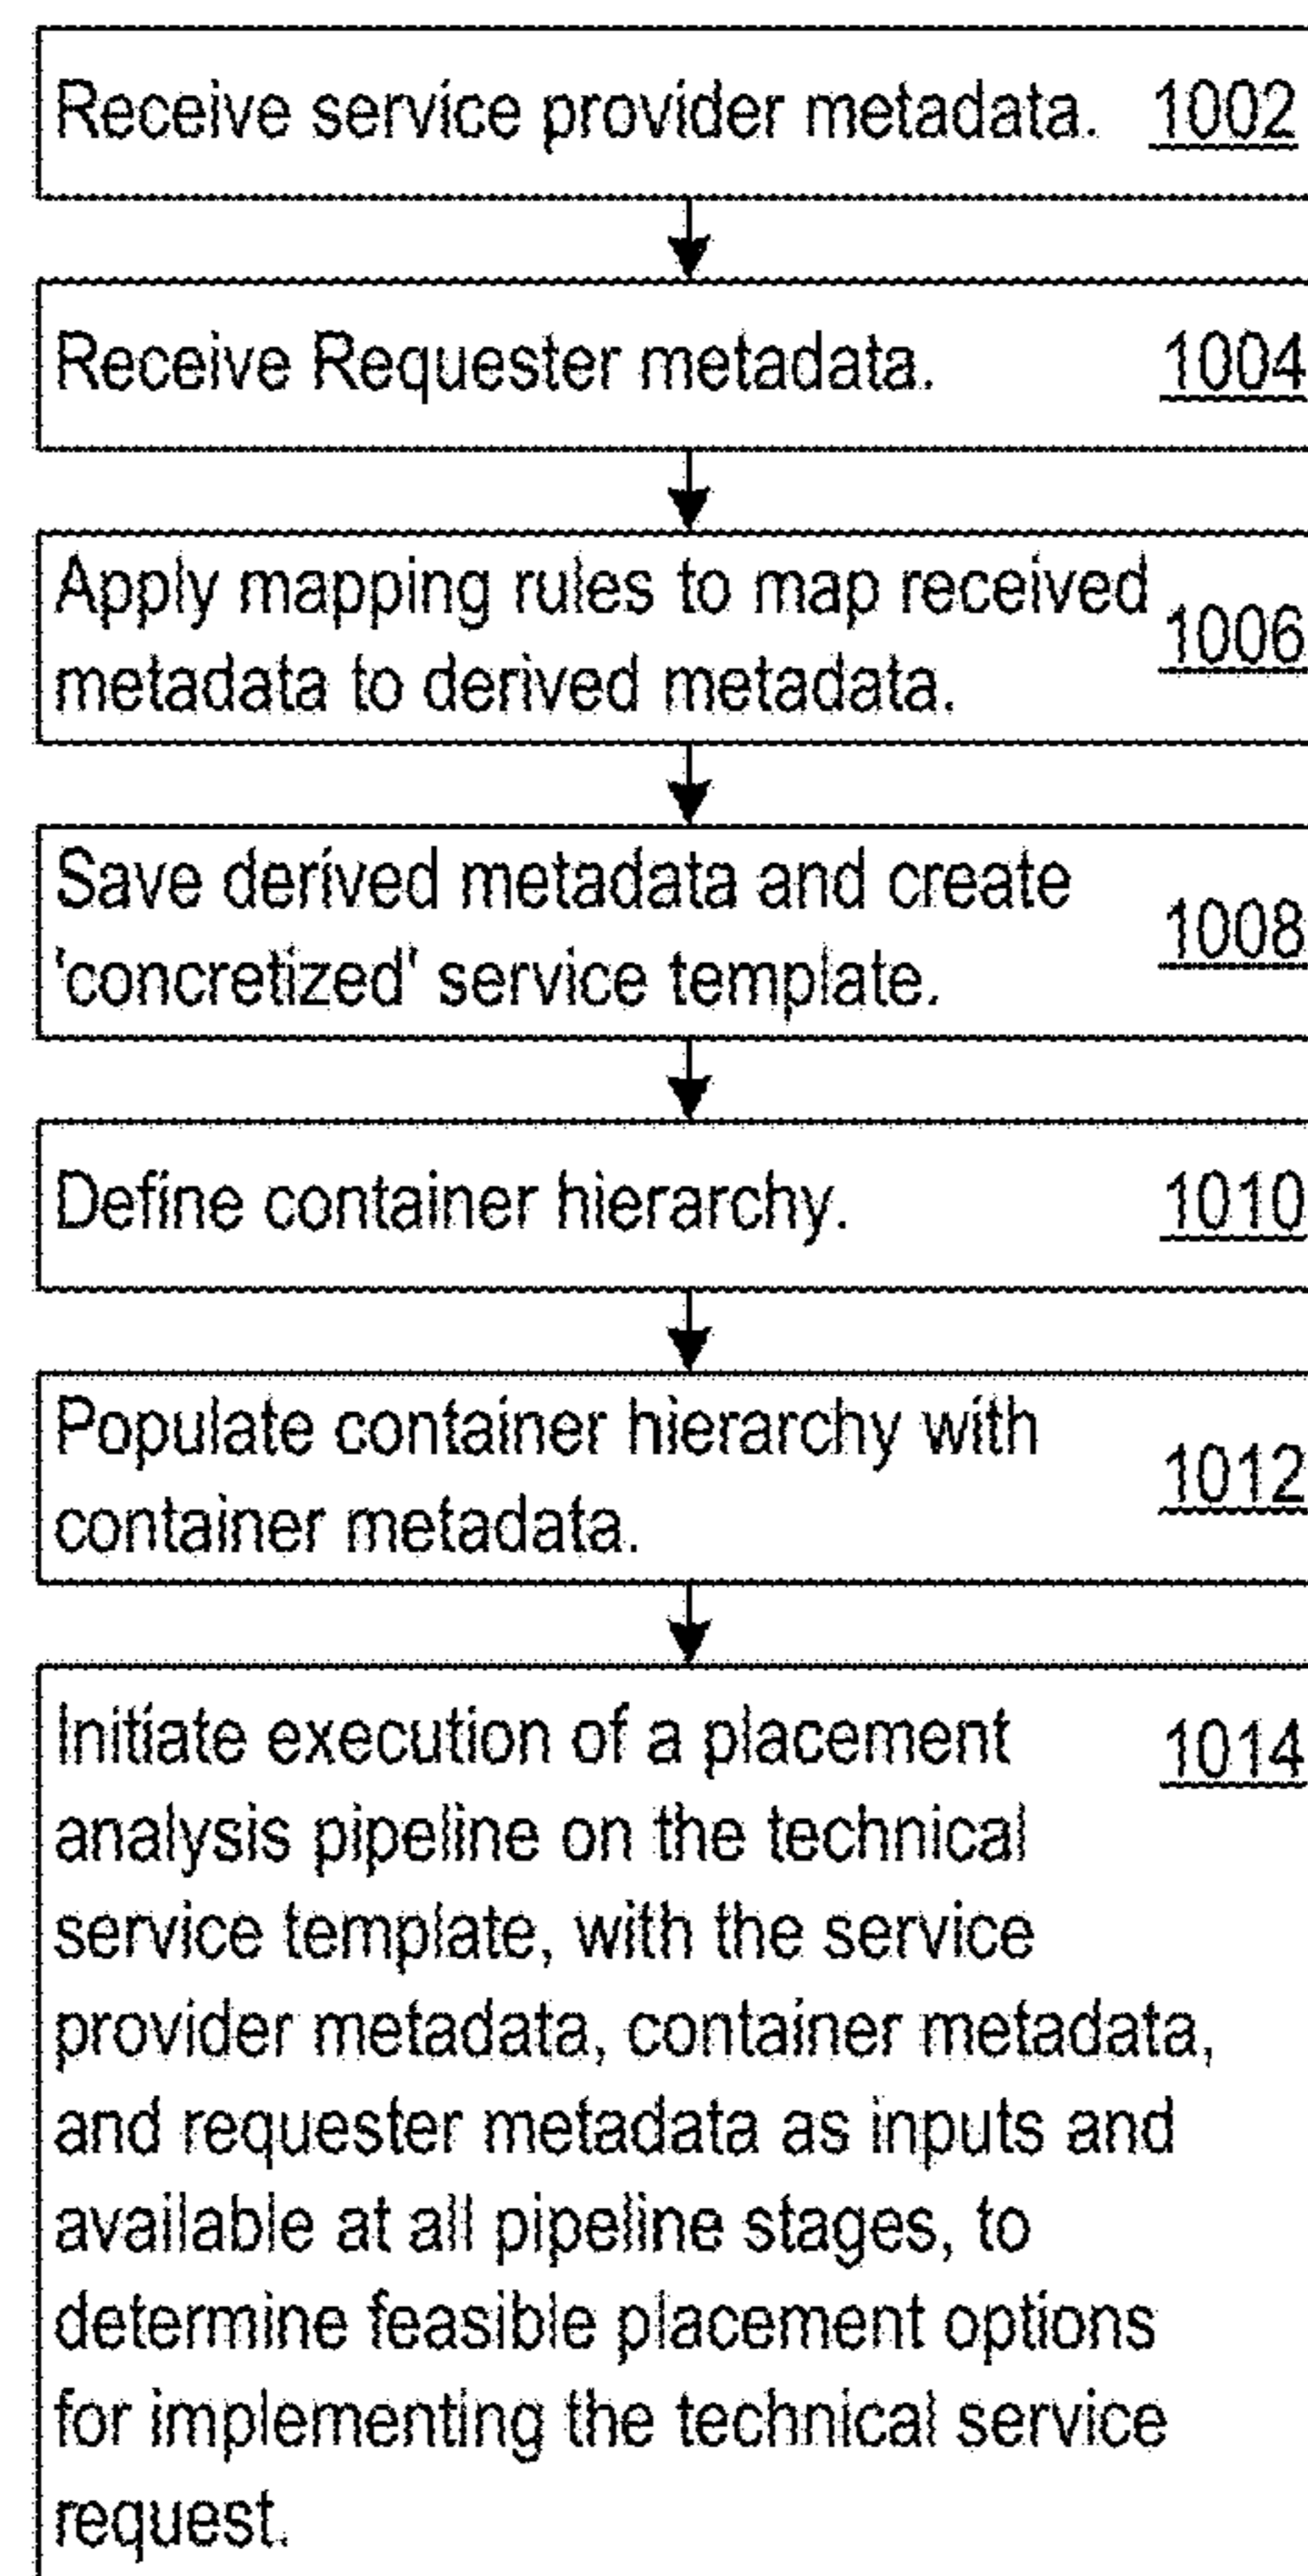 Receive service provider metadata. 1002
Receive Requester metadata. 1004
Apply mapping rules to map received
metadata to derived metadata. 1006
Save derived metadata and create
'concretized' service template. 1008
Define container hierarchy. 1010
Populate container hierarchy with
container metadata. 1012
Initiate execution of a placement 1014
analysis pipeline on the technical
service template, with the service
provider metadata, container metadata,
and requester metadata as inputs and
available at all pipeline stages, to
determine feasible placement options
for implementing the technical service
request.